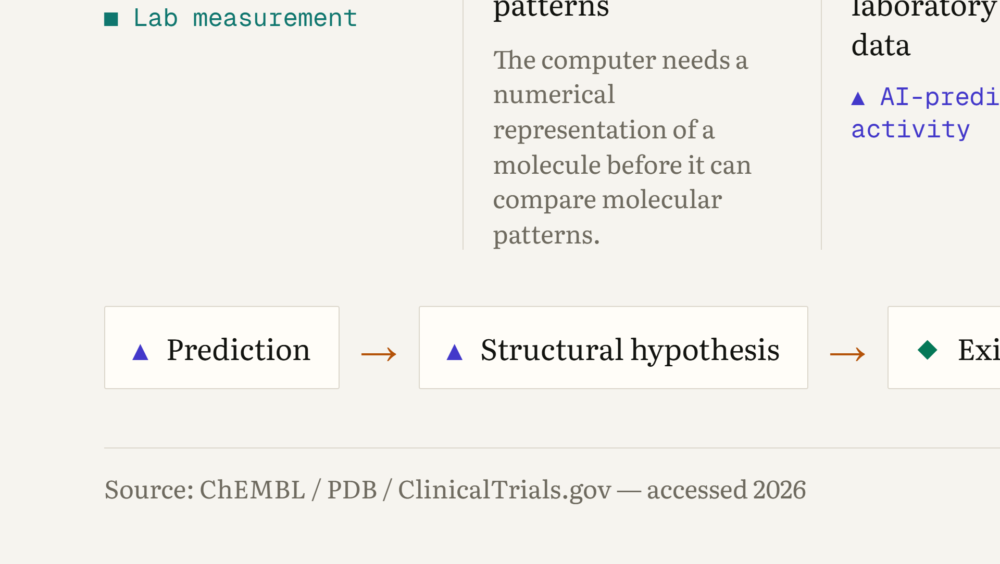 ■ Lab measurement
patterns
The computer needs a
numerical
representation of a
molecule before it can
compare molecular
patterns.
laboratory
data
▲ AI-predi
activity
▲ Prediction → ▲ Structural hypothesis → ◆ Exi
Source: ChEMBL / PDB / ClinicalTrials.gov — accessed 2026